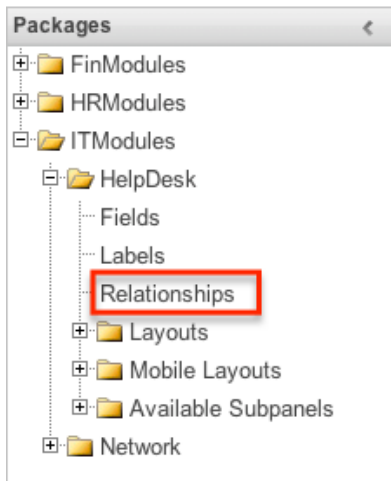 Packages
FinModules
HRModules
ITModules
HelpDesk
Fields
Labels
Relationships
Layouts
Mobile Layouts
Available Subpanels
Network